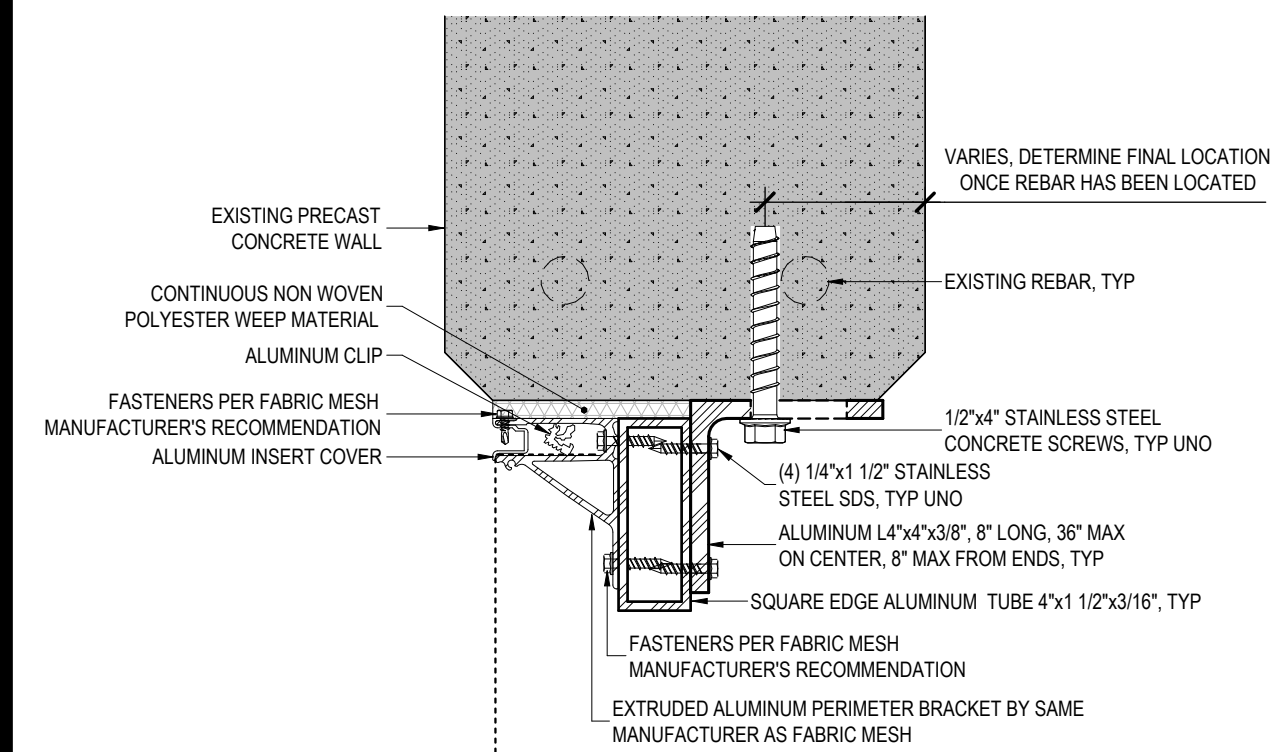 VARIES, DETERMINE FINAL LOCATION
ONCE REBAR HAS BEEN LOCATED
EXISTING PRECAST
CONCRETE WALL
EXISTING REBAR, TYP
CONTINUOUS NON WOVEN
POLYESTER WEEP MATERIAL
ALUMINUM CLIP
FASTENERS PER FABRIC MESH
MANUFACTURER'S RECOMMENDATION
ALUMINUM INSERT COVER
1/2"x4" STAINLESS STEEL
CONCRETE SCREWS, TYP UNO
(4) 1/4"x1 1/2" STAINLESS
STEEL SDS, TYP UNO
ALUMINUM L4"x4"x3/8", 8" LONG, 36" MAX
ON CENTER, 8" MAX FROM ENDS, TYP
SQUARE EDGE ALUMINUM TUBE 4"x1 1/2"x3/16", TYP
FASTENERS PER FABRIC MESH
MANUFACTURER'S RECOMMENDATION
EXTRUDED ALUMINUM PERIMETER BRACKET BY SAME
MANUFACTURER AS FABRIC MESH